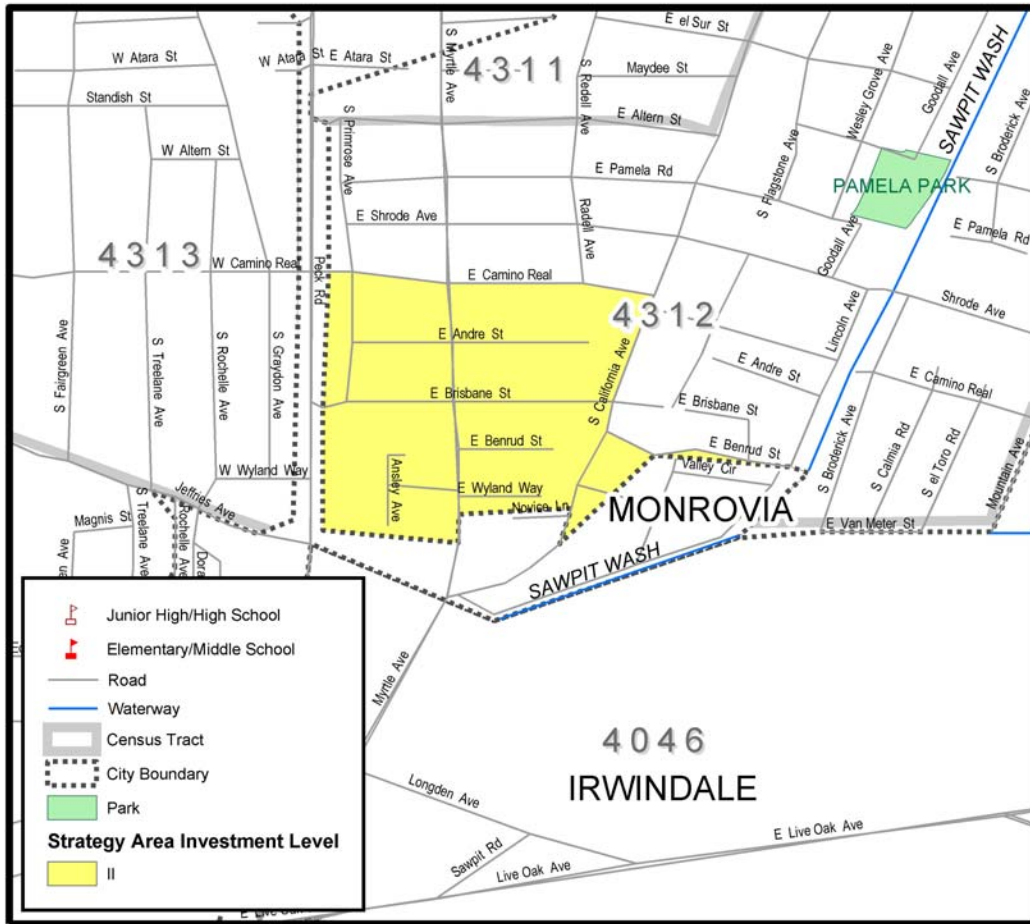 E el Sur St
W Atara St
W Atara St
E Atara St
S Myrtle Ave
4311
Maydee St
S Redell Ave
Wesley Grove Ave
Goodall Ave
SAWPIT WASH
S Broderick Ave
Standish St
S Primrose Ave
E Altern St
W Altern St
E Pamela Rd
S Flagstone Ave
PAMELA PARK
E Shrode Ave
Radell Ave
Goodall Ave
E Pamela Rd
4313
W Camino Real
Peck Rd
E Camino Real
4312
Lincoln Ave
Shrode Ave
S Fairgreen Ave
S Treelane Ave
S Rochelle Ave
S Graydon Ave
E Andre St
S California Ave
E Andre St
E Camino Real
E Brisbane St
E Brisbane St
S Broderick Ave
S Calmia Rd
S el Toro Rd
Mountain Ave
E Benrud St
E Benrud St
W Wyland Way
Ansley Ave
E Wyland Way
Valley Cir
Jeffries Ave
Novice Ln
MONROVIA
E Van Meter St
Magnis St
S Treelane Ave
Rochelle Ave
Dora
an Ave
SAWPIT WASH
Junior High/High School
Elementary/Middle School
Road
Waterway
Census Tract
City Boundary
Park
Strategy Area Investment Level
II
Myrtle Ave
4046
IRWINDALE
Longden Ave
Sawpit Rd
Live Oak Ave
E Live Oak Ave